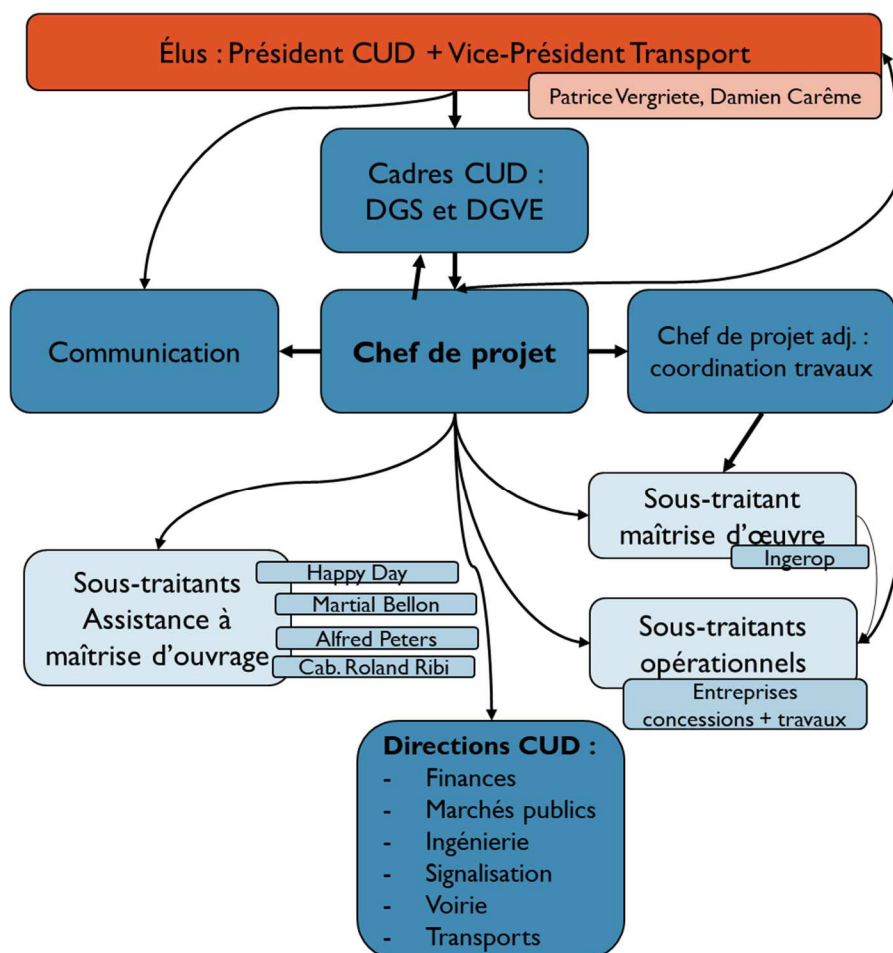 Élus : Président CUD + Vice-Président Transport
Patrice Vergriete, Damien Carême
Cadres CUD :
DGS et DGVE
Communication
Chef de projet
Chef de projet adj. :
coordination travaux
Sous-traitant
maîtrise d'œuvre
Ingerop
Sous-traitants
Assistance à
maîtrise d'ouvrage
Happy Day
Martial Bellon
Alfred Peters
Cab. Roland Ribi
Sous-traitants
opérationnels
Entreprises
concessions + travaux
Directions CUD :
- Finances
- Marchés publics
- Ingénierie
- Signalisation
- Voirie
- Transports